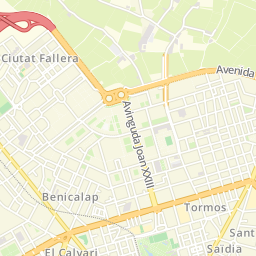 Ciutat Fallera
Avenida
Avinguda Joan XXIII
Benicalap
Tormos
El Calvari
Sant
Saïdia